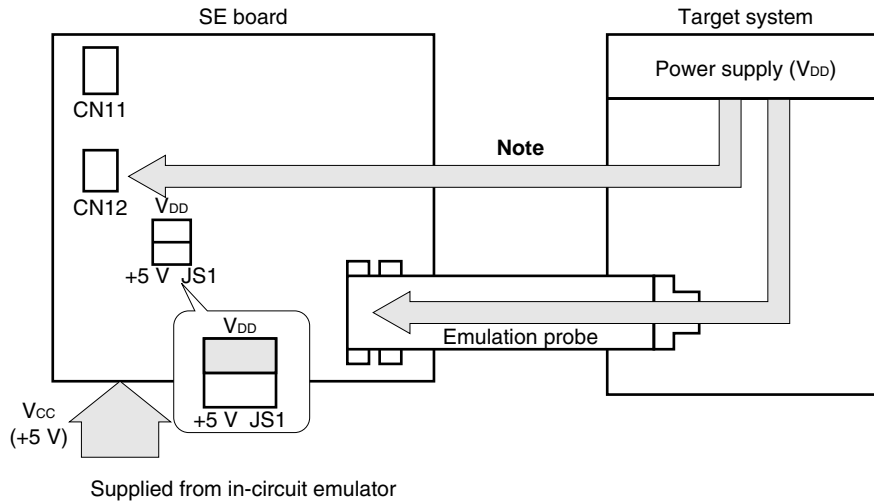 SE board
Target system
Power supply (VDD)
CN11
Note
CN12
VDD
+5 V JS1
VDD
Emulation probe
+5 V JS1
VCC
(+5 V)
Supplied from in-circuit emulator